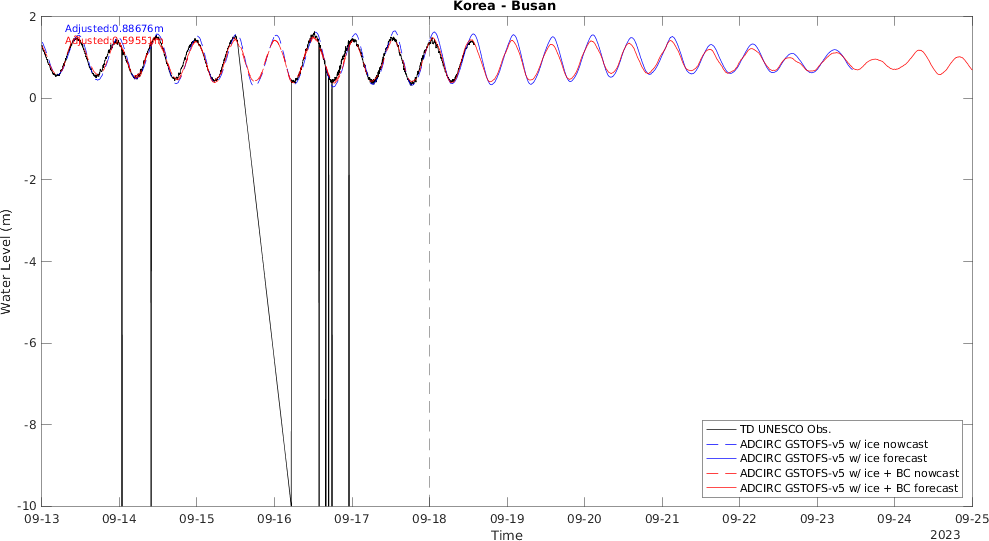 Korea - Busan
Adjusted:0.88676m
Adjusted:0.59551m
2
0
-2
-4
-6
-8
-10
Water Level (m)
09-13 09-14 09-15 09-16 09-17 09-18 09-19 09-20 09-21 09-22 09-23 09-24 09-25
Time
2023
TD UNESCO Obs.
ADCIRC GSTOFS-v5 w/ ice nowcast
ADCIRC GSTOFS-v5 w/ ice forecast
ADCIRC GSTOFS-v5 w/ ice + BC nowcast
ADCIRC GSTOFS-v5 w/ ice + BC forecast